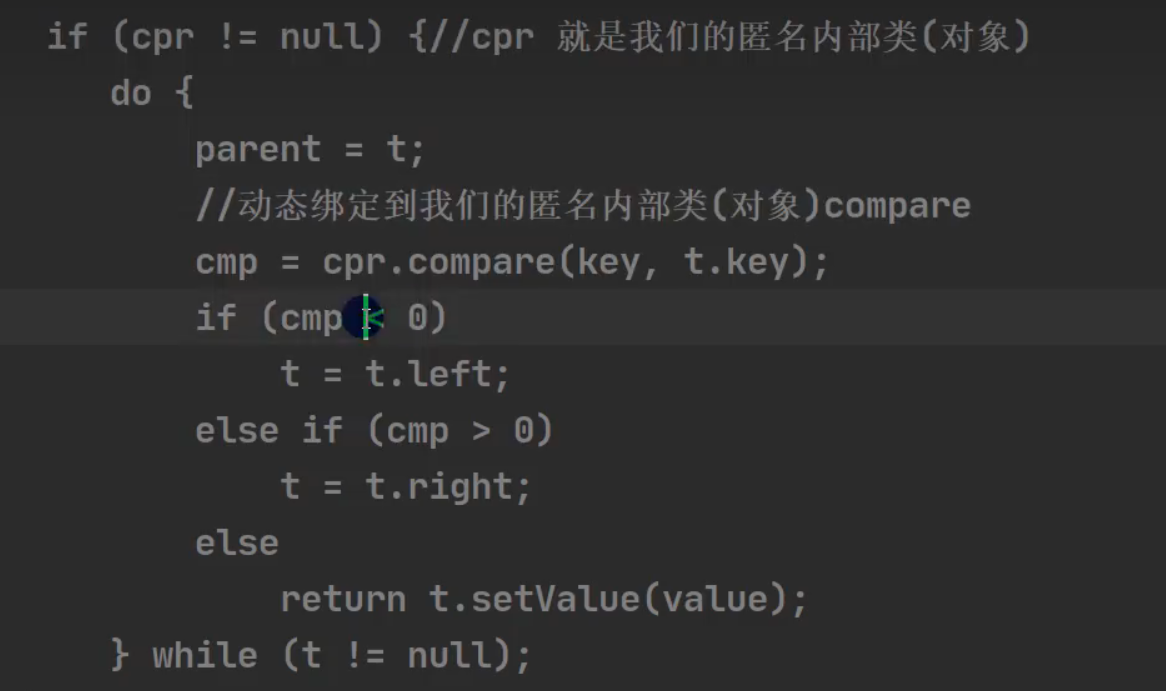 if (cpr != null) {//cpr 就是我们的匿名内部类(对象)
do {
parent = t;
//动态绑定到我们的匿名内部类(对象)compare
cmp = cpr.compare(key, t.key);
if (cmp < 0)
t = t.left;
else if (cmp > 0)
t = t.right;
else
return t.setValue(value);
} while (t != null);